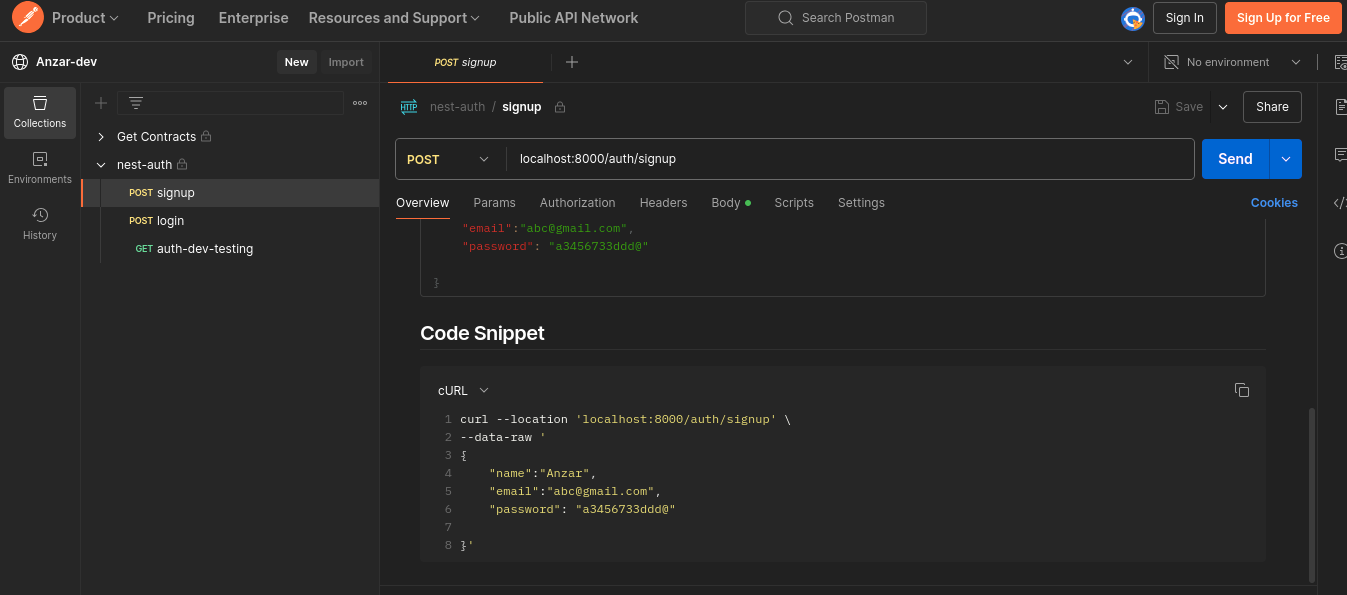 Product Pricing Enterprise Resources and Support Public API Network Search Postman Sign In Sign Up for Free
Anzar-dev New Import
POST signup No environment
Collections
Environments
History
Get Contracts
nest-auth
POST signup
POST login
GET auth-dev-testing
HTTP nest-auth / signup Save Share
POST localhost:8000/auth/signup Send
Overview Params Authorization Headers Body Scripts Settings Cookies
"email":"abc@gmail.com",
"password": "a3456733ddd@"
}
Code Snippet
cURL
1 curl --location 'localhost:8000/auth/signup' \
2 --data-raw '
3 {
4 "name":"Anzar",
5 "email":"abc@gmail.com",
6 "password": "a3456733ddd@"
7
8 }'